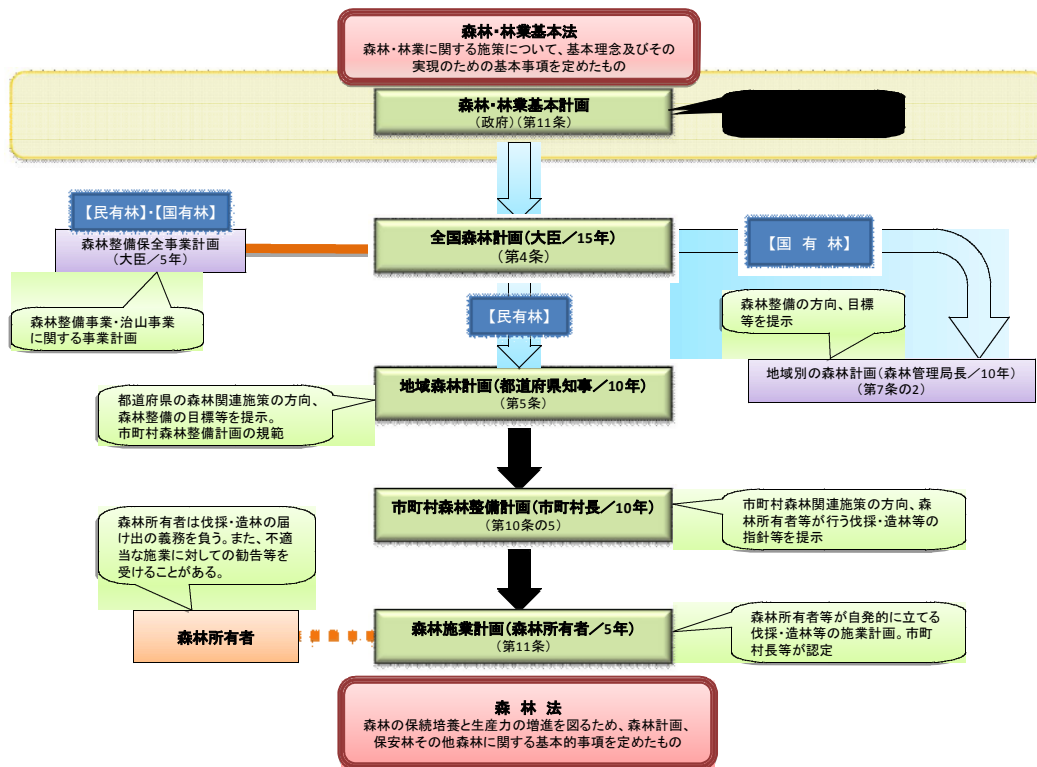 森林・林業基本法
森林・林業に関する施策について、基本理念及びその
実現のための基本事項を定めたもの
森林・林業基本計画
（政府）（第11条）
【民有林】・【国有林】
森林整備保全事業計画
（大臣／5年）
全国森林計画（大臣／15年）
（第4条）
【国 有 林】
森林整備事業・治山事業
に関する事業計画
【民有林】
森林整備の方向、目標
等を提示
地域別の森林計画（森林管理局長／10年）
（第7条の2）
地域森林計画（都道府県知事／10年）
（第5条）
都道府県の森林関連施策の方向、
森林整備の目標等を提示。
市町村森林整備計画の規範
市町村森林整備計画（市町村長／10年）
（第10条の5）
市町村森林関連施策の方向、森
林所有者等が行う伐採・造林等の
指針等を提示
森林所有者は伐採・造林の届
け出の義務を負う。また、不適
当な施業に対しての勧告等を
受けることがある。
森林所有者
森林施業計画（森林所有者／5年）
（第11条）
森林所有者等が自発的に立てる
伐採・造林等の施業計画。市町
村長等が認定
森 林 法
森林の保続培養と生産力の増進を図るため、森林計画、
保安林その他森林に関する基本的事項を定めたもの